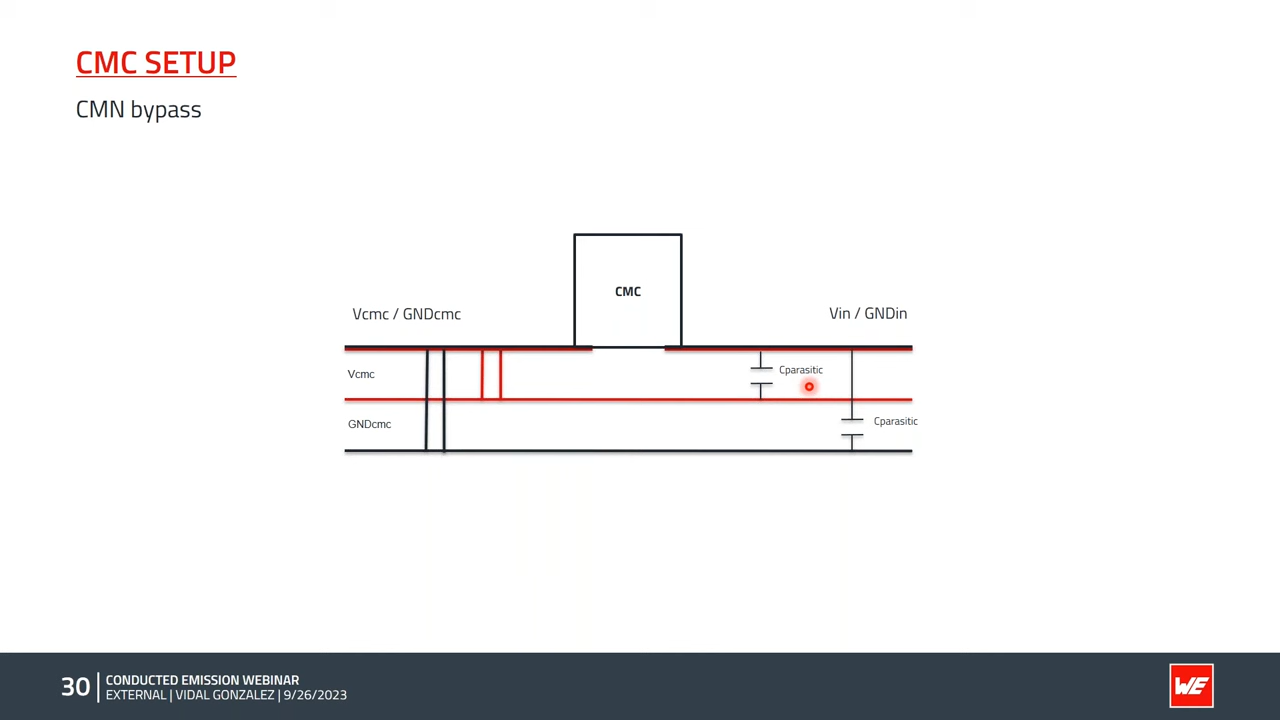 CMC SETUP
CMN bypass
CMC
Vcmc / GNDcmc
Vin / GNDin
Vcmc
Cparasitic
GNDcmc
Cparasitic
30
CONDUCTED EMISSION WEBINAR
EXTERNAL | VIDAL GONZALEZ | 9/26/2023
WE